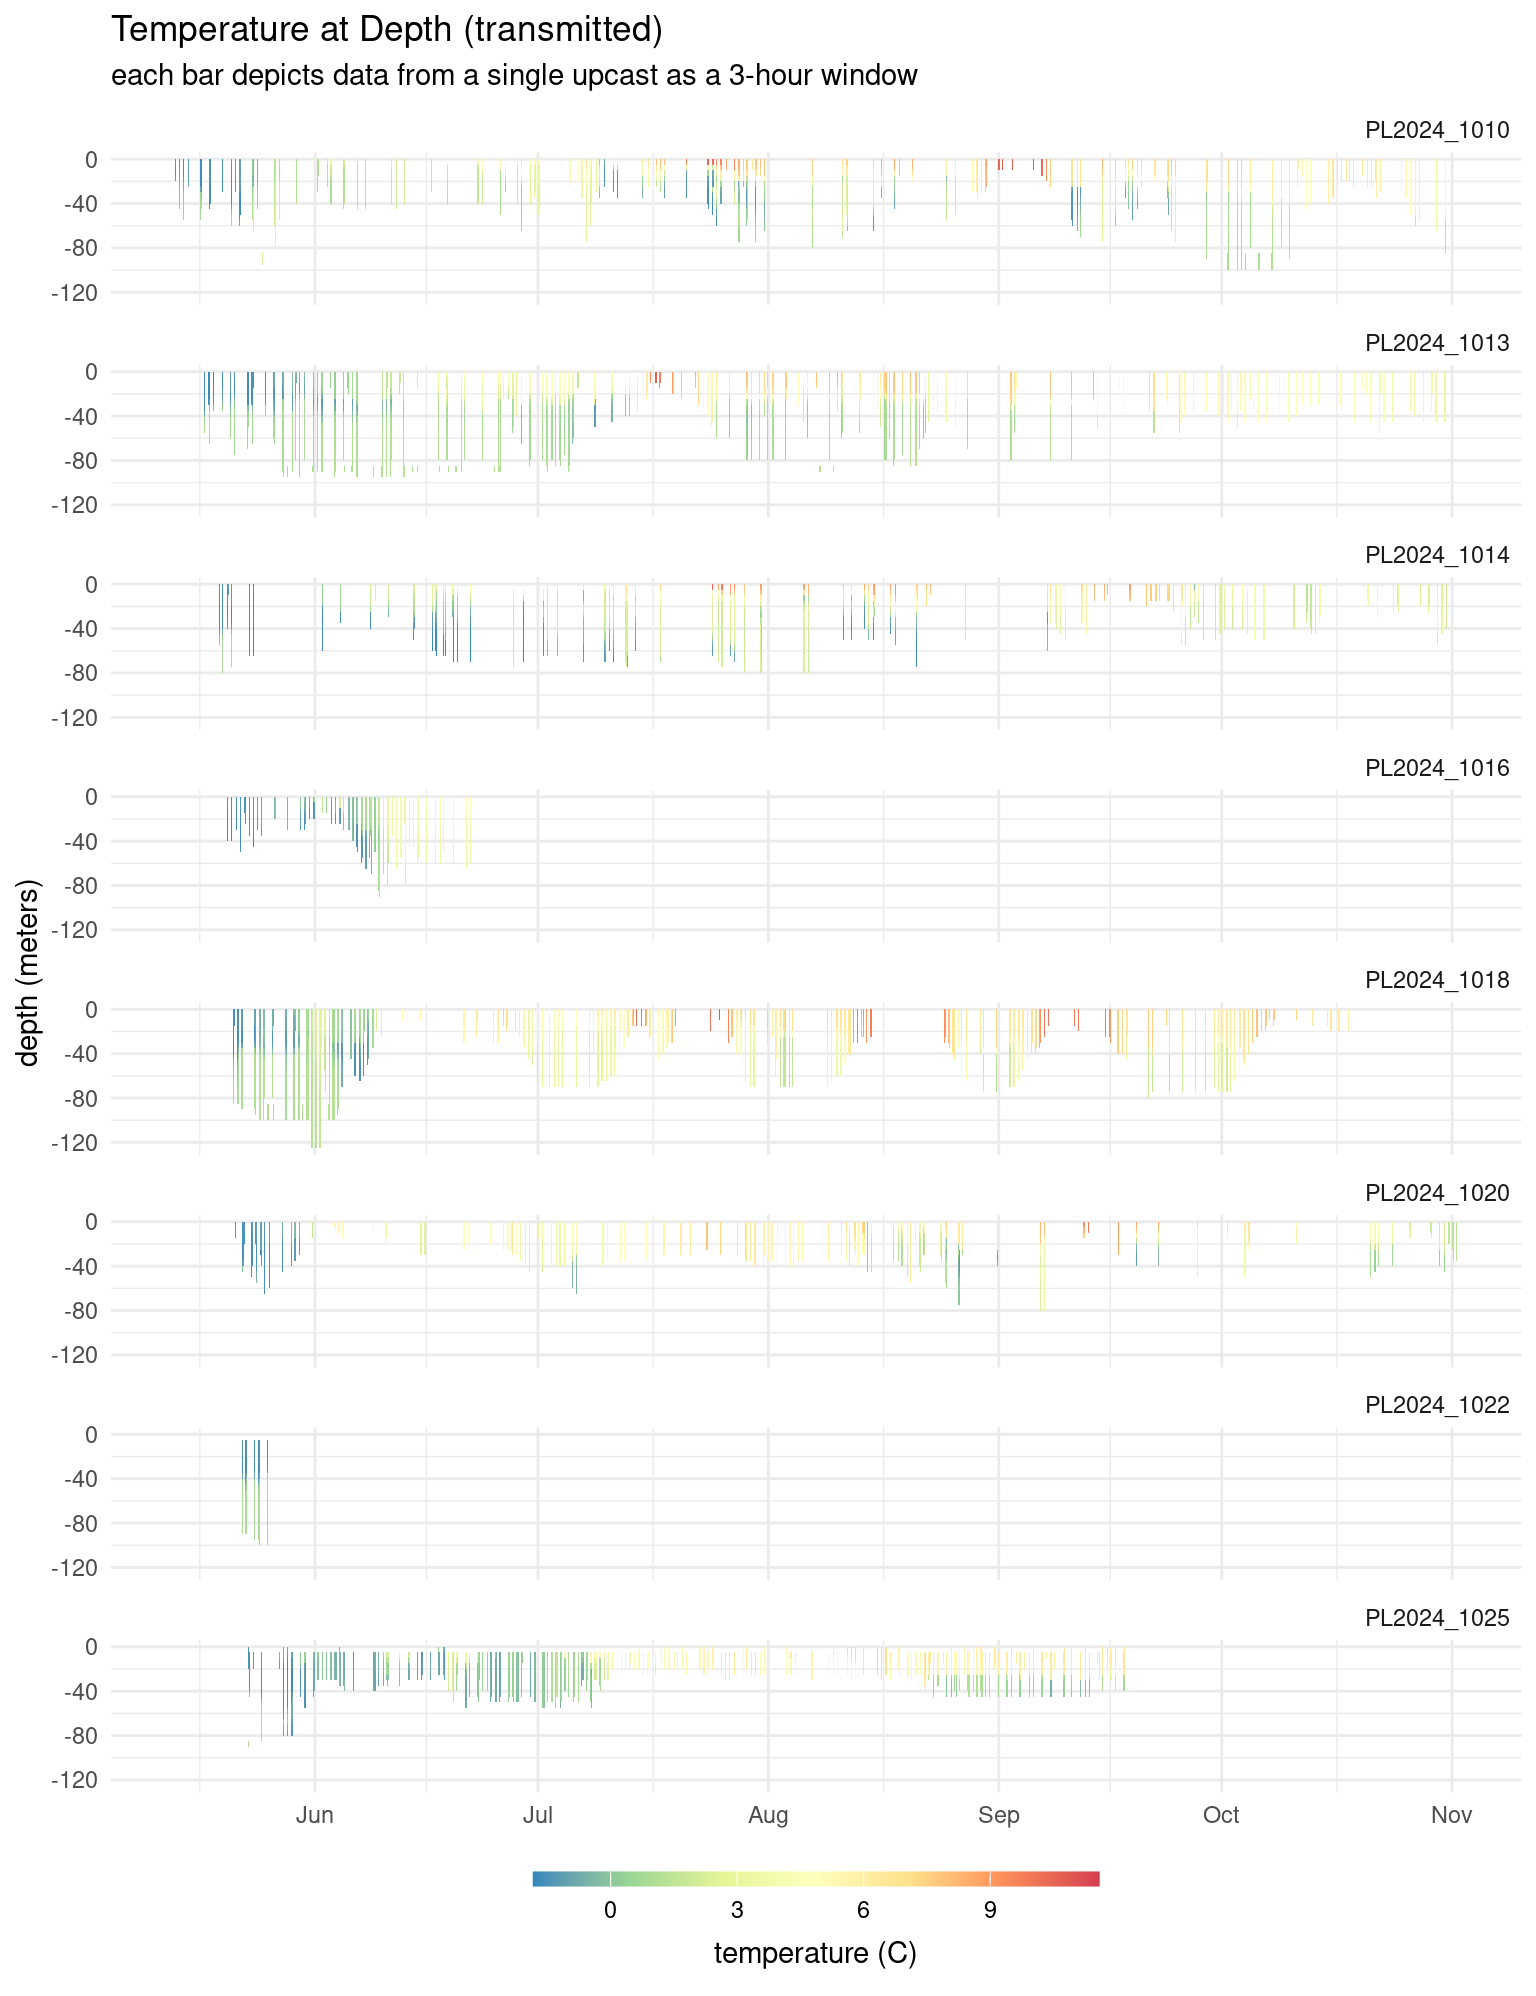 Temperature at Depth (transmitted)
each bar depicts data from a single upcast as a 3-hour window
PL2024_1010
0
-40
-80
-120
PL2024_1013
0
-40
-80
-120
PL2024_1014
0
-40
-80
-120
PL2024_1016
0
-40
-80
-120
depth (meters)
PL2024_1018
0
-40
-80
-120
PL2024_1020
0
-40
-80
-120
PL2024_1022
0
-40
-80
-120
PL2024_1025
0
-40
-80
-120
Jun Jul Aug Sep Oct Nov
0 3 6 9
temperature (C)